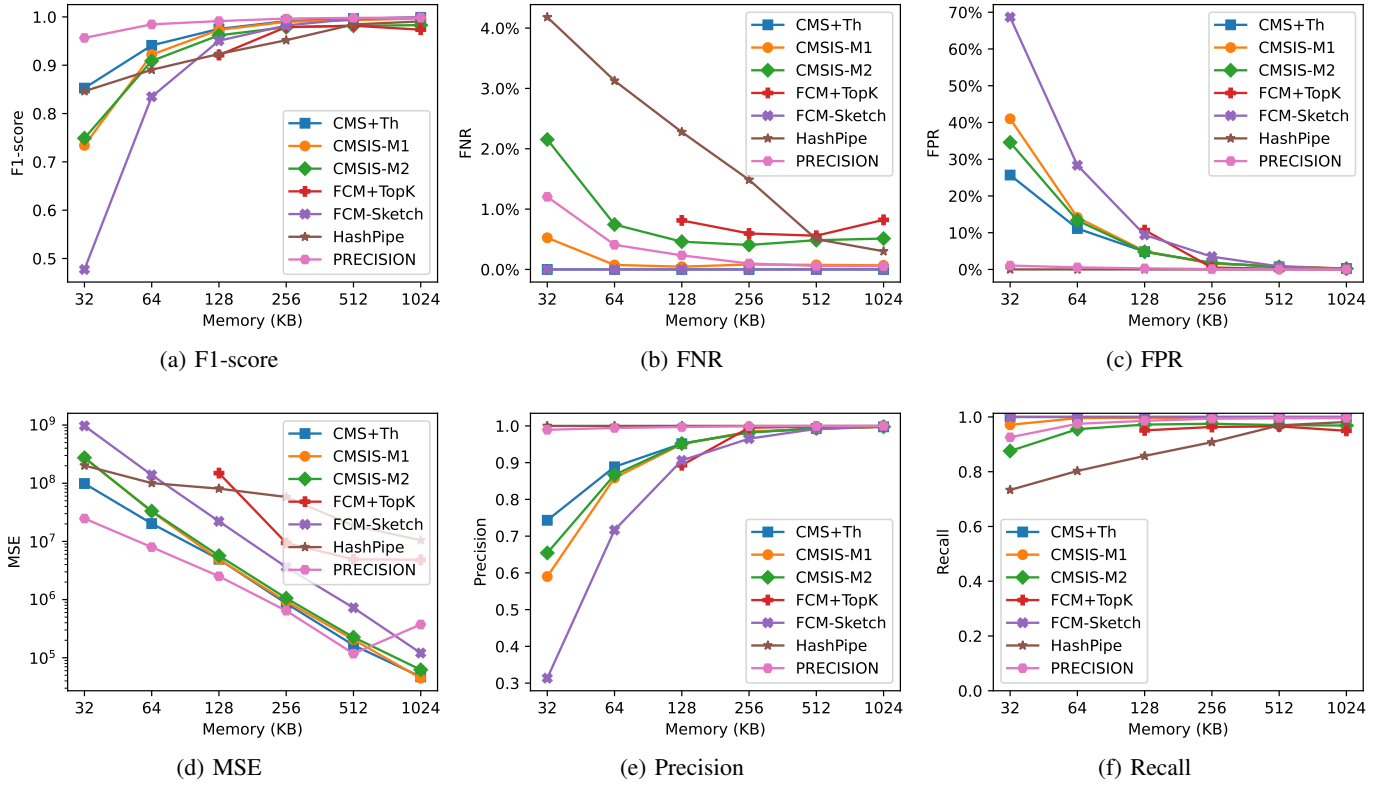 1.0
0.9
0.8
0.7
0.6
0.5
F1-score
CMS+Th
CMSIS-M1
CMSIS-M2
FCM+TopK
FCM-Sketch
HashPipe
PRECISION
32 64 128 256 512 1024
Memory (KB)
(a) F1-score
4.0%
3.0%
2.0%
1.0%
0.0%
FNR
CMS+Th
CMSIS-M1
CMSIS-M2
FCM+TopK
FCM-Sketch
HashPipe
PRECISION
32 64 128 256 512 1024
Memory (KB)
(b) FNR
70%
60%
50%
40%
30%
20%
10%
0%
FPR
CMS+Th
CMSIS-M1
CMSIS-M2
FCM+TopK
FCM-Sketch
HashPipe
PRECISION
32 64 128 256 512 1024
Memory (KB)
(c) FPR
10⁹
10⁸
10⁷
10⁶
10⁵
MSE
CMS+Th
CMSIS-M1
CMSIS-M2
FCM+TopK
FCM-Sketch
HashPipe
PRECISION
32 64 128 256 512 1024
Memory (KB)
(d) MSE
1.0
0.9
0.8
0.7
0.6
0.5
0.4
0.3
Precision
CMS+Th
CMSIS-M1
CMSIS-M2
FCM+TopK
FCM-Sketch
HashPipe
PRECISION
32 64 128 256 512 1024
Memory (KB)
(e) Precision
1.0
0.8
0.6
0.4
0.2
0.0
Recall
CMS+Th
CMSIS-M1
CMSIS-M2
FCM+TopK
FCM-Sketch
HashPipe
PRECISION
32 64 128 256 512 1024
Memory (KB)
(f) Recall